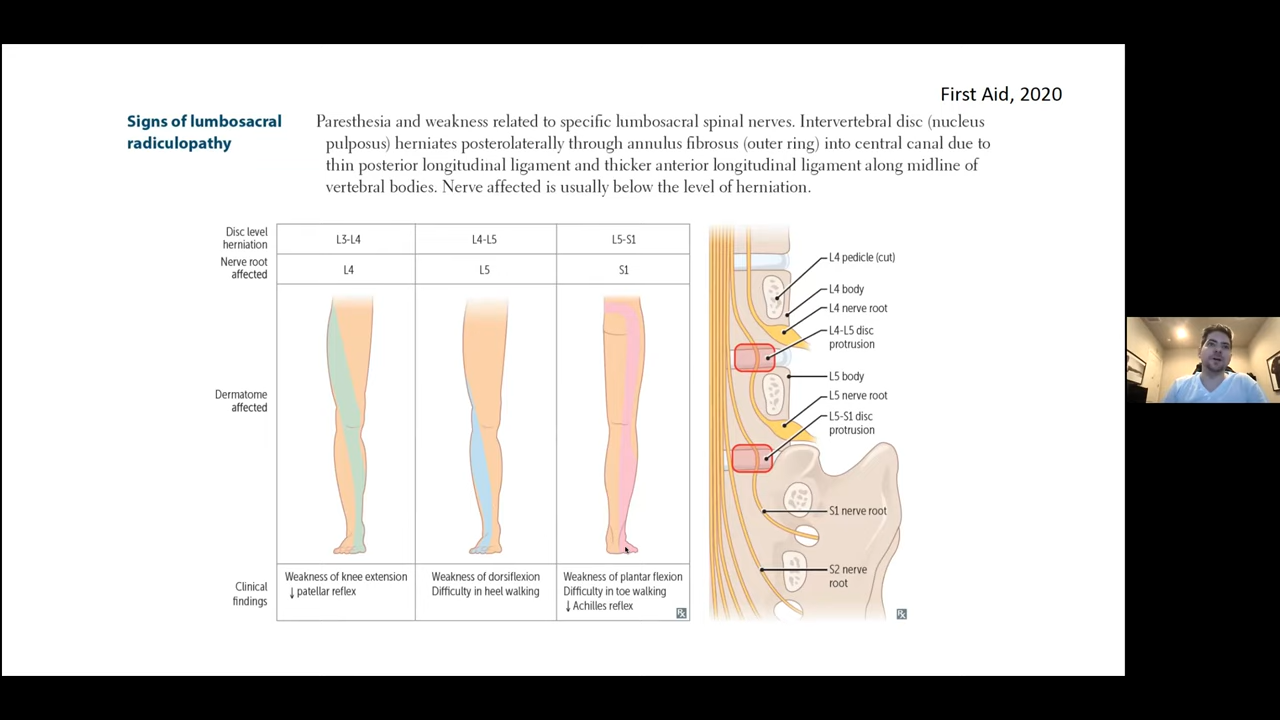 First Aid, 2020
Signs of lumbosacral
radiculopathy
Paresthesia and weakness related to specific lumbosacral spinal nerves. Intervertebral disc (nucleus
pulposus) herniates posterolaterally through annulus fibrosus (outer ring) into central canal due to
thin posterior longitudinal ligament and thicker anterior longitudinal ligament along midline of
vertebral bodies. Nerve affected is usually below the level of herniation.
Disc level
herniation
L3-L4
L4-L5
L5-S1
Nerve root
affected
L4
L5
S1
Dermatome
affected
Clinical
findings
Weakness of knee extension
↓ patellar reflex
Weakness of dorsiflexion
Difficulty in heel walking
Weakness of plantar flexion
Difficulty in toe walking
↓ Achilles reflex
Rx
L4 pedicle (cut)
L4 body
L4 nerve root
L4-L5 disc
protrusion
L5 body
L5 nerve root
L5-S1 disc
protrusion
S1 nerve root
S2 nerve
root
Rx